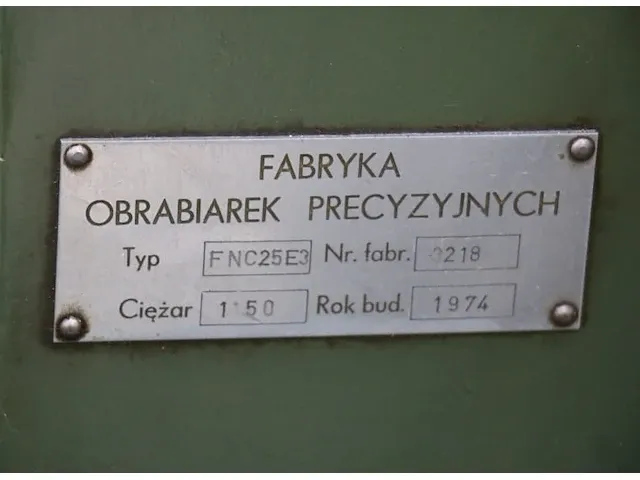 FABRYKA
OBRABIAREK PRECYZYJNYCH
Typ FNC25E3 Nr. fabr.
Ciężar Rok bud. 1974